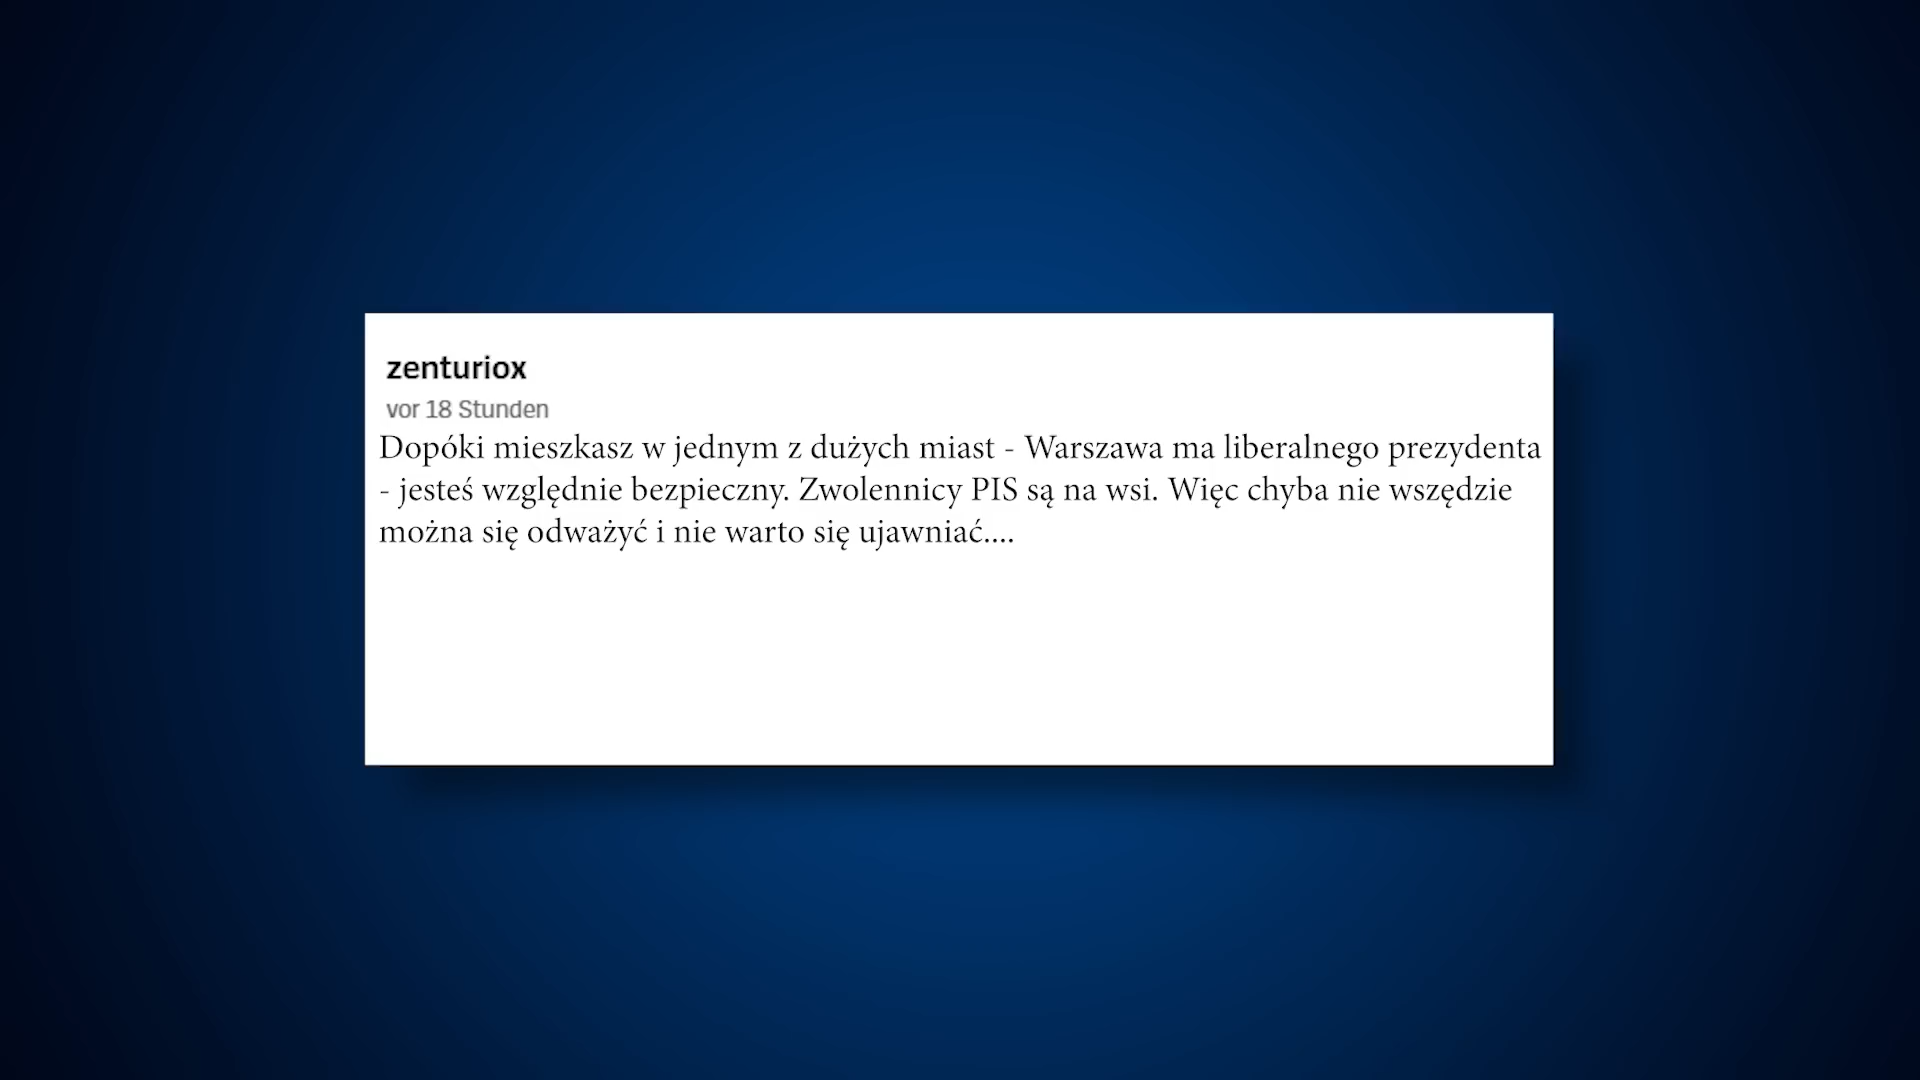 zenturiox
vor 18 Stunden
Dopóki mieszkasz w jednym z dużych miast - Warszawa ma liberalnego prezydenta
- jesteś względnie bezpieczny. Zwolennicy PIS są na wsi. Więc chyba nie wszędzie
można się odważyć i nie warto się ujawniać....